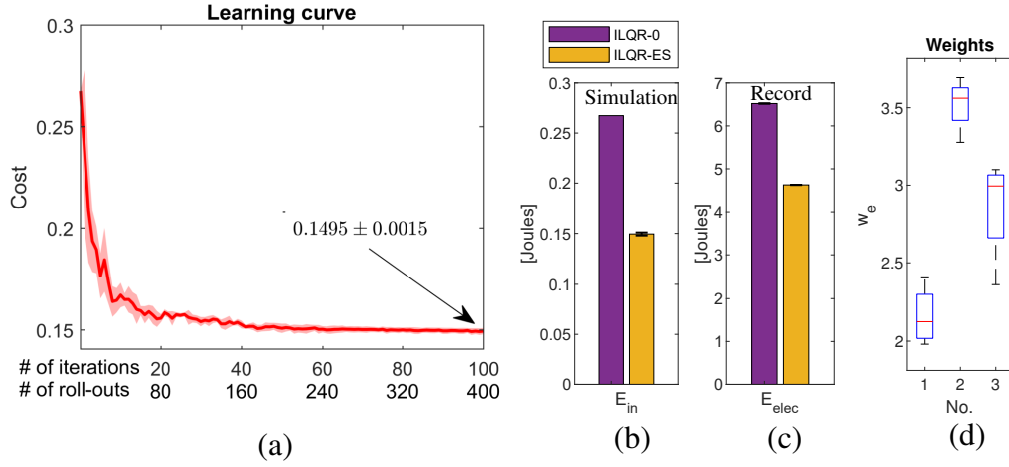 Learning curve
0.3
0.25
0.2
0.15
Cost
0.1495 ± 0.0015
# of iterations 20 40 60 80 100
# of roll-outs 80 160 240 320 400
(a)
ILQR-0
ILQR-ES
Simulation
0.3
0.25
0.2
0.15
0.1
0.05
0
[Joules]
E_in
(b)
Record
7
6
5
4
3
2
1
0
[Joules]
E_elec
(c)
Weights
3.5
3
2.5
2
w_e
1 2 3
No.
(d)